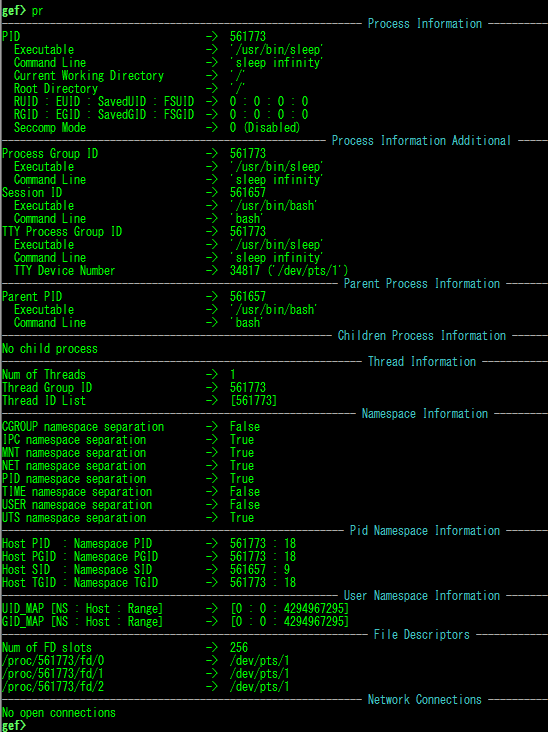 gef> pr
Process Information
PID -> 561773
Executable -> '/usr/bin/sleep'
Command Line -> 'sleep infinity'
Current Working Directory -> '/'
Root Directory -> '/'
RUID : EUID : SavedUID : FSUID -> 0 : 0 : 0 : 0
RGID : EGID : SavedGID : FSGID -> 0 : 0 : 0 : 0
Seccomp Mode -> 0 (Disabled)
Process Information Additional
Process Group ID -> 561773
Executable -> '/usr/bin/sleep'
Command Line -> 'sleep infinity'
Session ID -> 561657
Executable -> '/usr/bin/bash'
Command Line -> 'bash'
TTY Process Group ID -> 561773
Executable -> '/usr/bin/sleep'
Command Line -> 'sleep infinity'
TTY Device Number -> 34817 ('/dev/pts/1')
Parent Process Information
Parent PID -> 561657
Executable -> '/usr/bin/bash'
Command Line -> 'bash'
Children Process Information
No child process
Thread Information
Num of Threads -> 1
Thread Group ID -> 561773
Thread ID List -> [561773]
Namespace Information
CGROUP namespace separation -> False
IPC namespace separation -> True
MNT namespace separation -> True
NET namespace separation -> True
PID namespace separation -> True
TIME namespace separation -> False
USER namespace separation -> False
UTS namespace separation -> True
Pid Namespace Information
Host PID : Namespace PID -> 561773 : 18
Host PGID : Namespace PGID -> 561773 : 18
Host SID : Namespace SID -> 561657 : 9
Host TGID : Namespace TGID -> 561773 : 18
User Namespace Information
UID_MAP [NS : Host : Range] -> [0 : 0 : 4294967295]
GID_MAP [NS : Host : Range] -> [0 : 0 : 4294967295]
File Descriptors
Num of FD slots -> 256
/proc/561773/fd/0 -> /dev/pts/1
/proc/561773/fd/1 -> /dev/pts/1
/proc/561773/fd/2 -> /dev/pts/1
Network Connections
No open connections
gef>